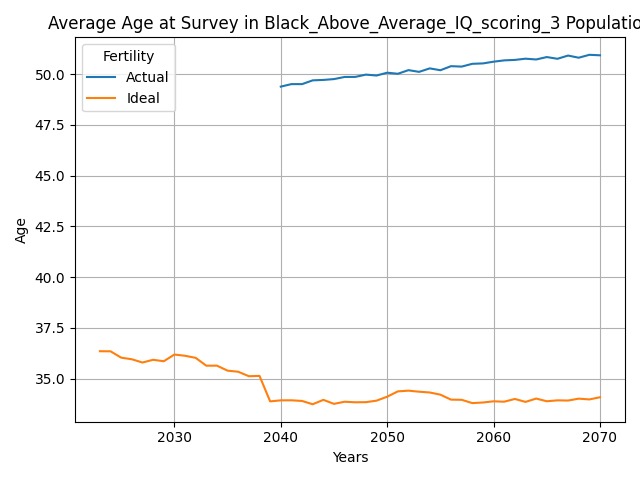 Average Age at Survey in Black_Above_Average_IQ_scoring_3 Populatio
Fertility
Actual
Ideal
50.0
47.5
45.0
42.5
40.0
37.5
35.0
Age
2030 2040 2050 2060 2070
Years